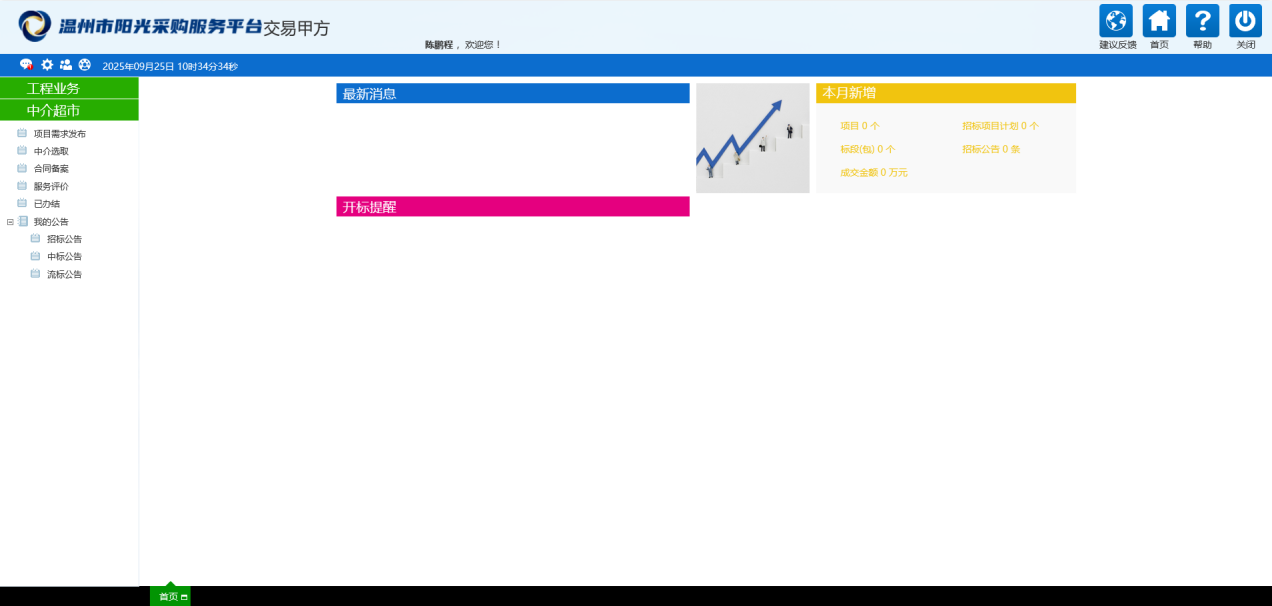 温州市阳光采购服务平台交易甲方
陈鹏程，欢迎您！
建议反馈 首页 帮助 关闭
2025年09月25日 10时34分34秒
工程业务
中介超市
项目需求发布
中介选取
合同备案
服务评价
已办结
我的公告
招标公告
中标公告
流标公告
最新消息
开标提醒
本月新增
项目 0 个 招标项目计划 0 个
标段(包) 0 个 招标公告 0 条
成交金额 0 万元
首页